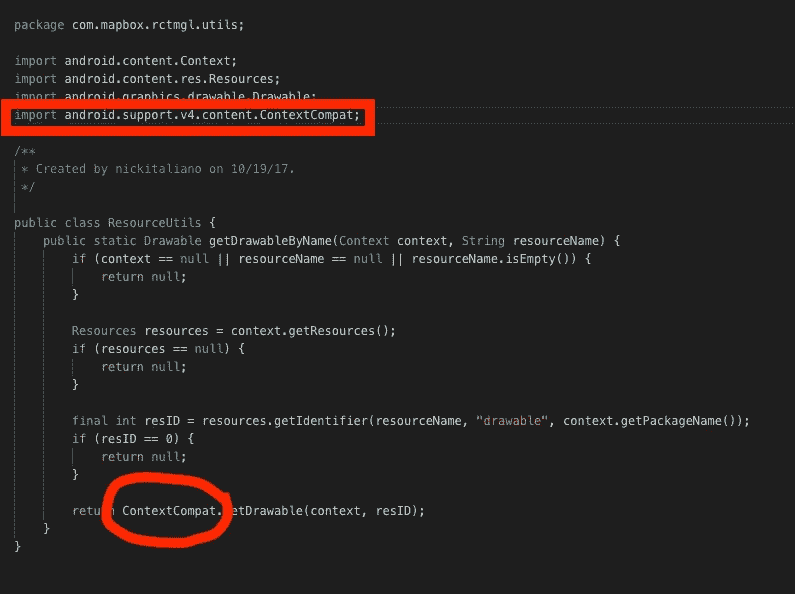 package com.mapbox.rctmgl.utils;
import android.content.Context;
import android.content.res.Resources;
import android.graphics.drawable.Drawable;
import android.support.v4.content.ContextCompat;
/**
* Created by nickitaliano on 10/19/17.
*/
public class ResourceUtils {
public static Drawable getDrawableByName(Context context, String resourceName) {
if (context == null || resourceName == null || resourceName.isEmpty()) {
return null;
}
Resources resources = context.getResources();
if (resources == null) {
return null;
}
final int resID = resources.getIdentifier(resourceName, "drawable", context.getPackageName());
if (resID == 0) {
return null;
}
return ContextCompat.getDrawable(context, resID);
}
}